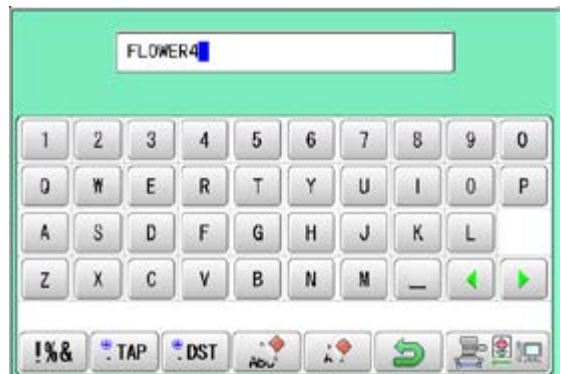 FLOWER4
1 2 3 4 5 6 7 8 9 0
Q W E R T Y U I O P
A S D F G H J K L
Z X C V B N M _
!%& *.TAP *.DST